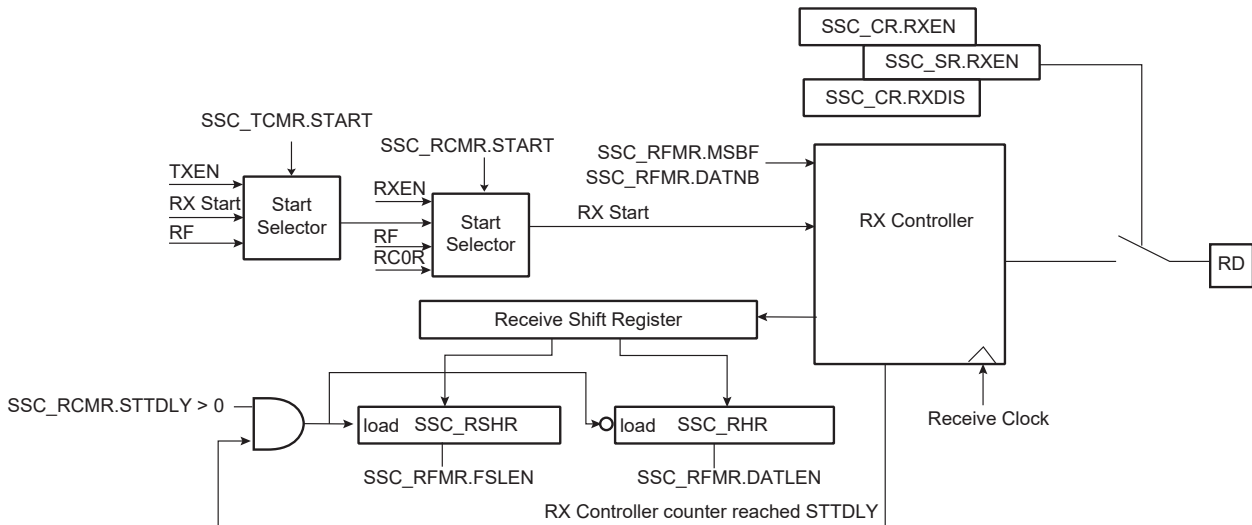 SSC_CR.RXEN
SSC_SR.RXEN
SSC_CR.RXDIS
SSC_TCMR.START
SSC_RCMR.START
SSC_RFMR.MSBF
SSC_RFMR.DATNB
TXEN
RX Start
RF
Start
Selector
RXEN
RF
RC0R
Start
Selector
RX Start
RX Controller
RD
Receive Shift Register
SSC_RCMR.STTDLY > 0
load SSC_RSHR
load SSC_RHR
Receive Clock
SSC_RFMR.FSLEN
SSC_RFMR.DATLEN
RX Controller counter reached STTDLY